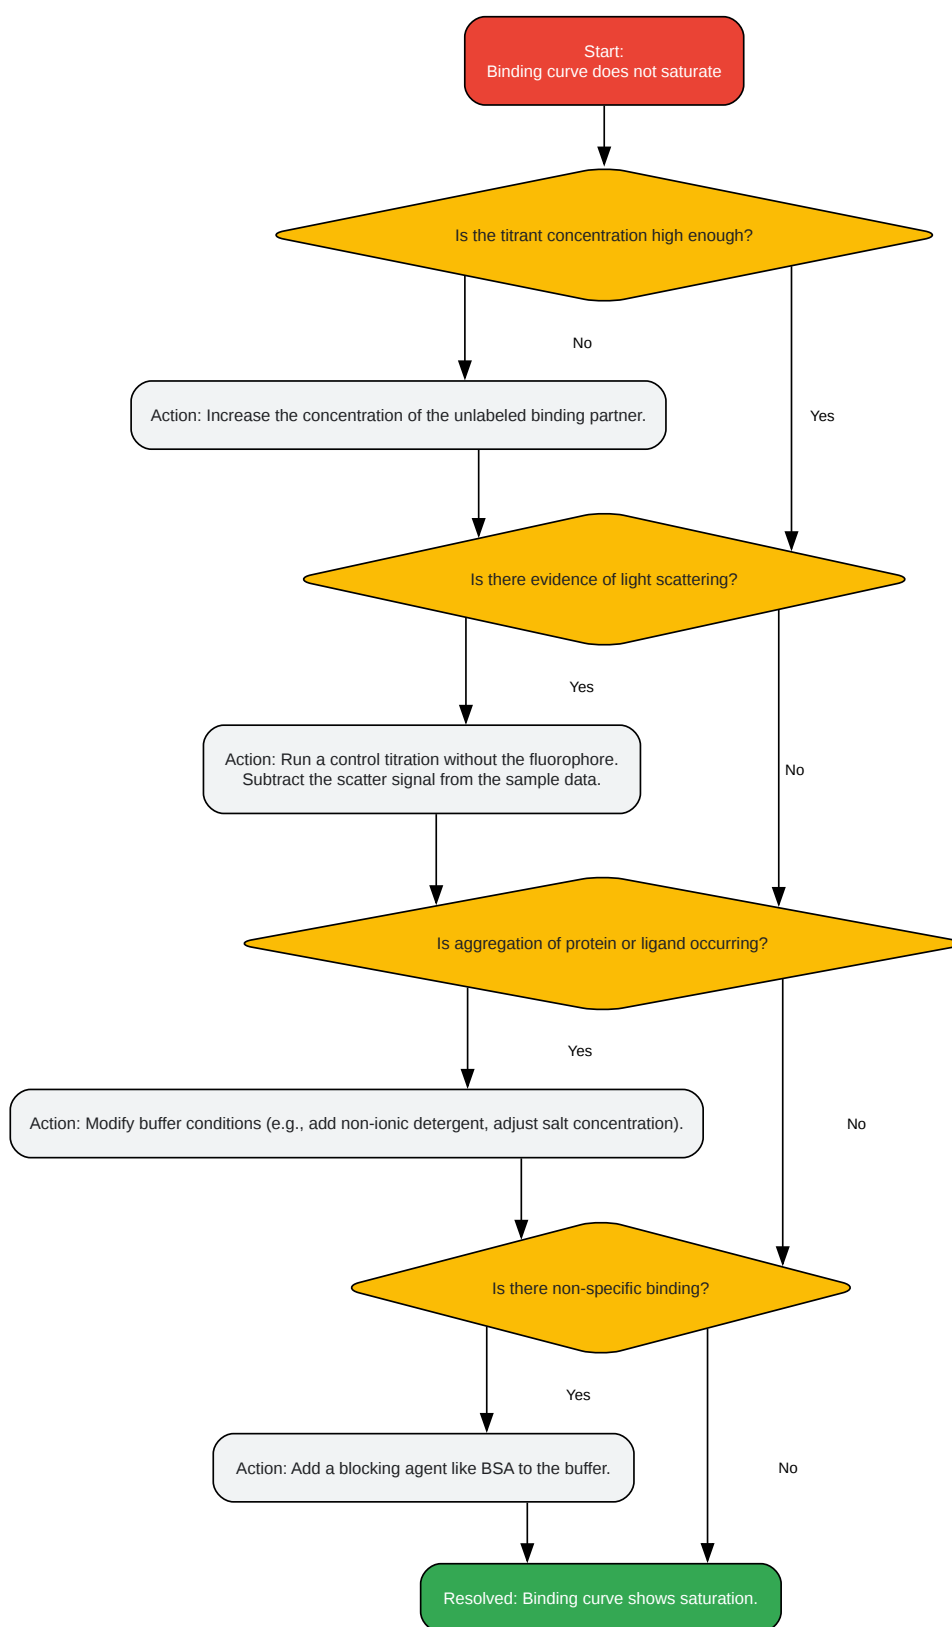 Start:
Binding curve does not saturate
Is the titrant concentration high enough?
No
Action: Increase the concentration of the unlabeled binding partner.
Yes
Is there evidence of light scattering?
Yes
Action: Run a control titration without the fluorophore.
Subtract the scatter signal from the sample data.
No
Is aggregation of protein or ligand occurring?
Yes
Action: Modify buffer conditions (e.g., add non-ionic detergent, adjust salt concentration).
No
Is there non-specific binding?
Yes
Action: Add a blocking agent like BSA to the buffer.
No
Resolved: Binding curve shows saturation.